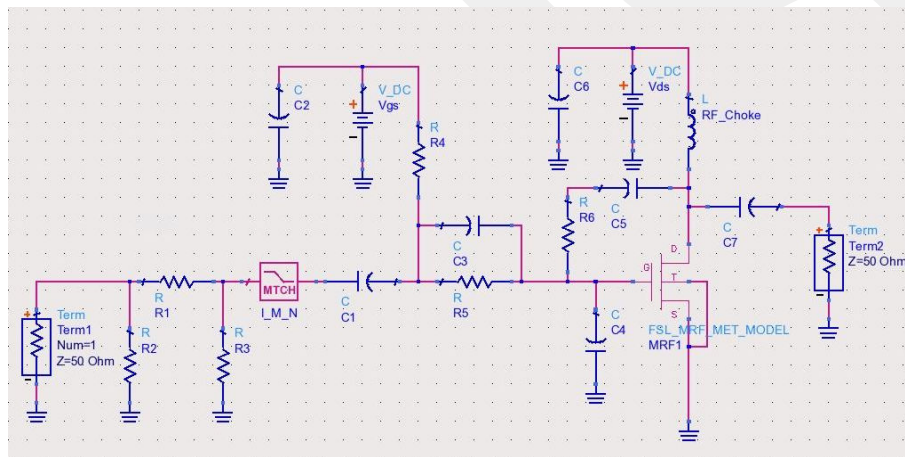 C
C2
+
V_DC
Vgs
-
R
R4
C
C6
+
V_DC
Vds
-
L
RF_Choke
R
R6
C
C5
C
C3
C
C7
+
Term
Term2
Z=50 Ohm
-
R
R1
MTCH
I_M_N
C
C1
R
R5
G
D
T
S
FSL_MRF_MET_MODEL
MRF1
+
Term
Term1
Num=1
Z=50 Ohm
-
R
R2
R
R3
C
C4